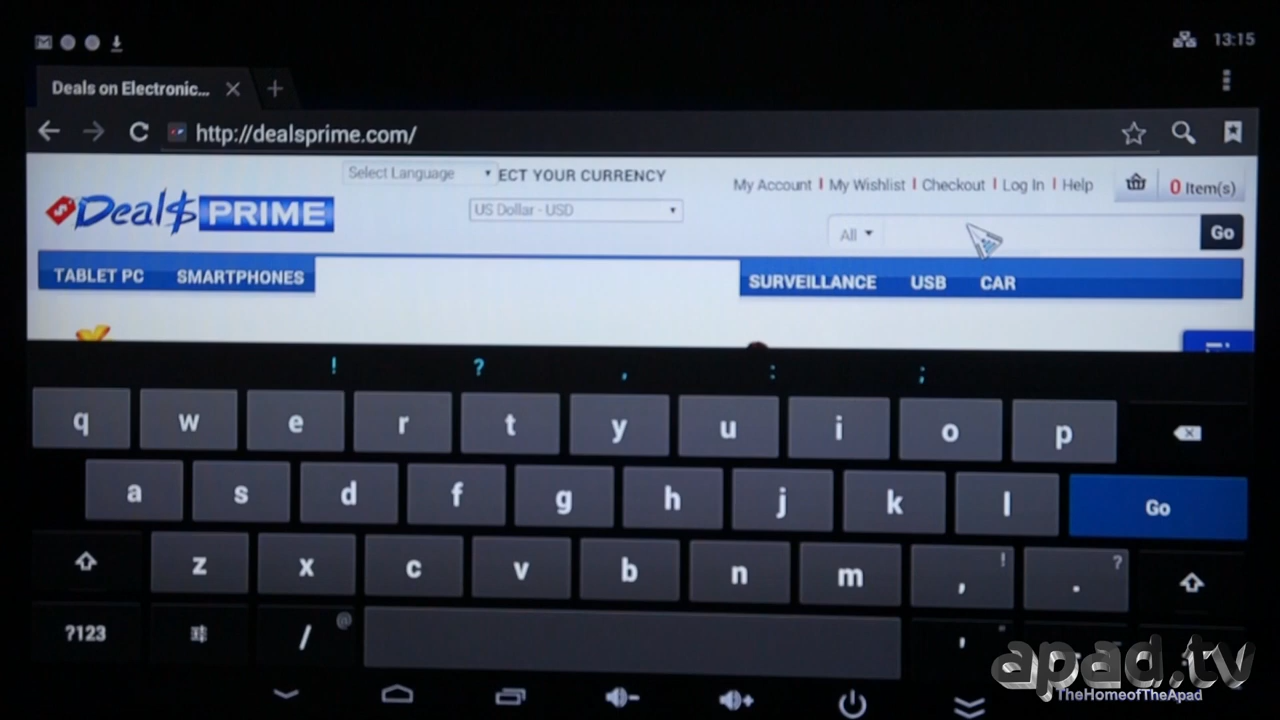 13:15
Deals on Electronic...
http://dealsprime.com/
Select Language
ECT YOUR CURRENCY
My Account | My Wishlist | Checkout | Log In | Help
0 Item(s)
Deal$ PRIME
US Dollar - USD
All
Go
TABLET PC SMARTPHONES
SURVEILLANCE USB CAR
! ? , : ;
q w e r t y u i o p
a s d f g h j k l Go
z x c v b n m , ! . ?
?123 / @ '
apad.tv
TheHomeofTheApad